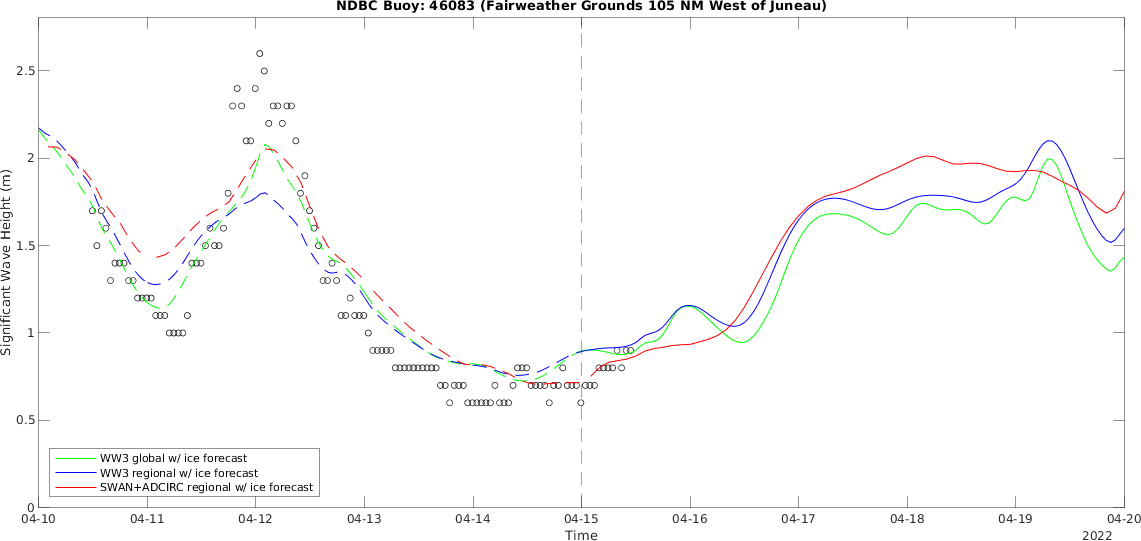 NDBC Buoy: 46083 (Fairweather Grounds 105 NM West of Juneau)
Significant Wave Height (m)
2.5
2
1.5
1
0.5
0
WW3 global w/ ice forecast
WW3 regional w/ ice forecast
SWAN+ADCIRC regional w/ ice forecast
04-10 04-11 04-12 04-13 04-14 04-15 04-16 04-17 04-18 04-19 04-20
Time
2022